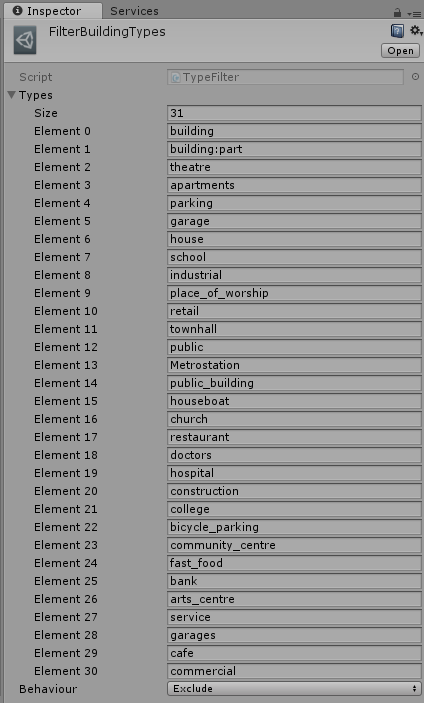 Inspector Services
FilterBuildingTypes
Open
Script TypeFilter
Types
Size 31
Element 0 building
Element 1 building:part
Element 2 theatre
Element 3 apartments
Element 4 parking
Element 5 garage
Element 6 house
Element 7 school
Element 8 industrial
Element 9 place_of_worship
Element 10 retail
Element 11 townhall
Element 12 public
Element 13 Metrostation
Element 14 public_building
Element 15 houseboat
Element 16 church
Element 17 restaurant
Element 18 doctors
Element 19 hospital
Element 20 construction
Element 21 college
Element 22 bicycle_parking
Element 23 community_centre
Element 24 fast_food
Element 25 bank
Element 26 arts_centre
Element 27 service
Element 28 garages
Element 29 cafe
Element 30 commercial
Behaviour Exclude